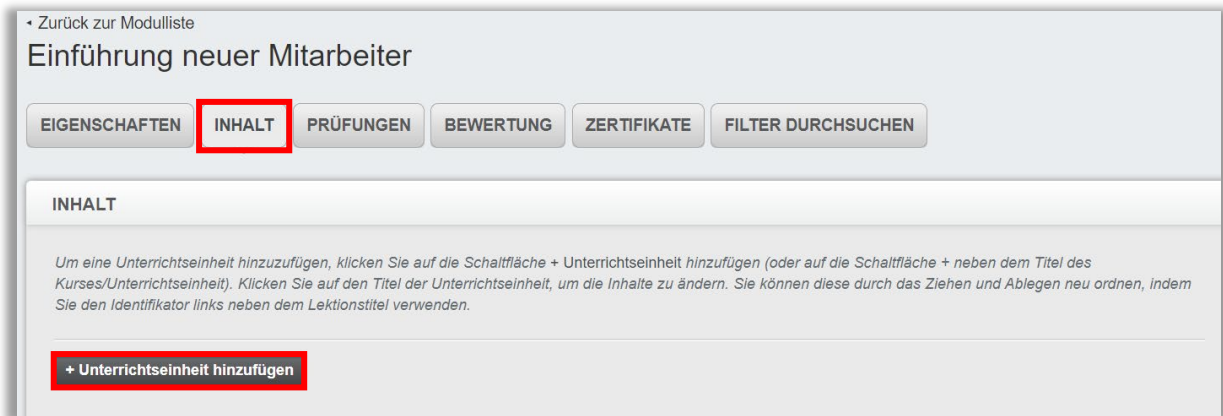 ◂ Zurück zur Modulliste
Einführung neuer Mitarbeiter
EIGENSCHAFTEN INHALT PRÜFUNGEN BEWERTUNG ZERTIFIKATE FILTER DURCHSUCHEN
INHALT
Um eine Unterrichtseinheit hinzuzufügen, klicken Sie auf die Schaltfläche + Unterrichtseinheit hinzufügen (oder auf die Schaltfläche + neben dem Titel des
Kurses/Unterrichtseinheit). Klicken Sie auf den Titel der Unterrichtseinheit, um die Inhalte zu ändern. Sie können diese durch das Ziehen und Ablegen neu ordnen, indem
Sie den Identifikator links neben dem Lektionstitel verwenden.
+ Unterrichtseinheit hinzufügen